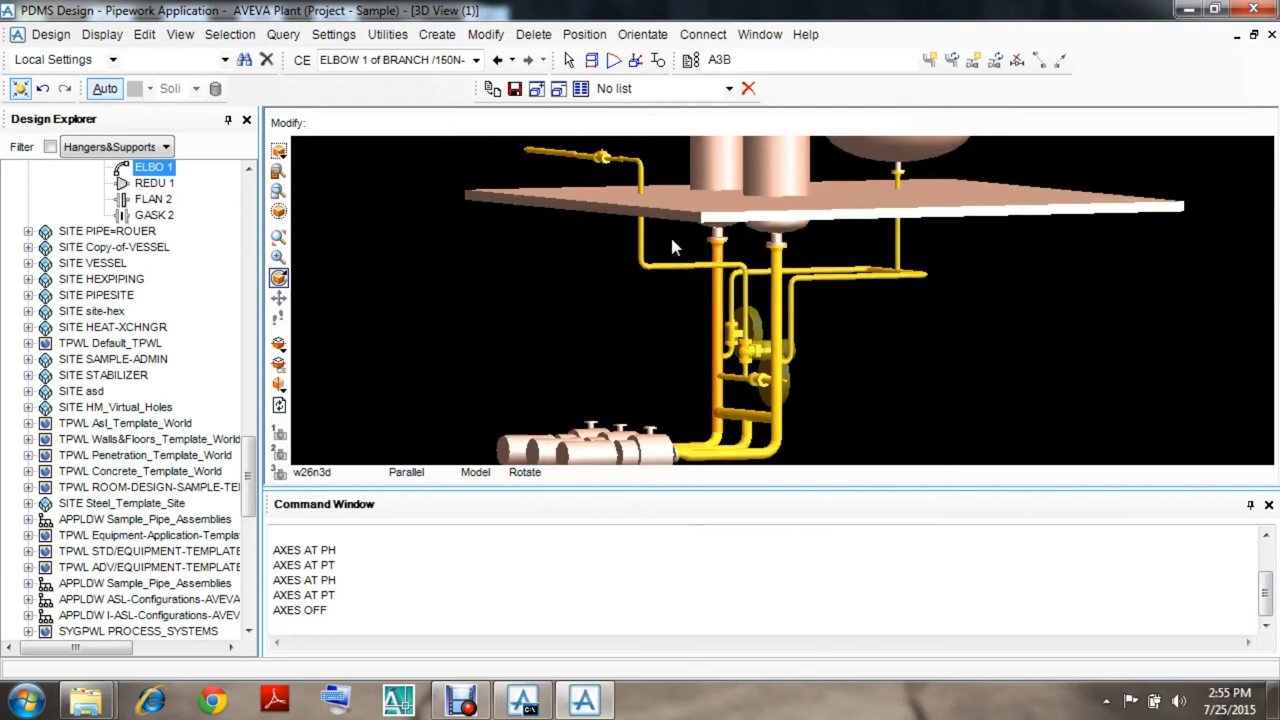 PDMS Design - Pipework Application - AVEVA Plant (Project - Sample) - [3D View (1)]
Design Display Edit View Selection Query Settings Utilities Create Modify Delete Position Orientate Connect Window Help
Local Settings CE ELBOW 1 of BRANCH /150N- A3B
Auto Soli No list
Design Explorer
Filter Hangers&Supports
Modify:
ELBO 1
REDU 1
FLAN 2
GASK 2
SITE PIPE=ROUER
SITE Copy-of-VESSEL
SITE VESSEL
SITE HEXPIPING
SITE PIPESITE
SITE site-hex
SITE HEAT-XCHNGR
TPWL Default_TPWL
SITE SAMPLE-ADMIN
SITE STABILIZER
SITE asd
SITE HM_Virtual_Holes
TPWL Asl_Template_World
TPWL Walls&Floors_Template_World
TPWL Penetration_Template_World
TPWL Concrete_Template_World
TPWL ROOM-DESIGN-SAMPLE-TEI
SITE Steel_Template_Site
APPLDW Sample_Pipe_Assemblies
TPWL Equipment-Application-Templa
TPWL STD/EQUIPMENT-TEMPLATE
TPWL ADV/EQUIPMENT-TEMPLATE
APPLDW Sample_Pipe_Assemblies
APPLDW ASL-Configurations-AVEVA
APPLDW I-ASL-Configurations-AVEV
SYGPWL PROCESS_SYSTEMS
w26n3d Parallel Model Rotate
Command Window
AXES AT PH
AXES AT PT
AXES AT PH
AXES AT PT
AXES OFF
2:55 PM
7/25/2015